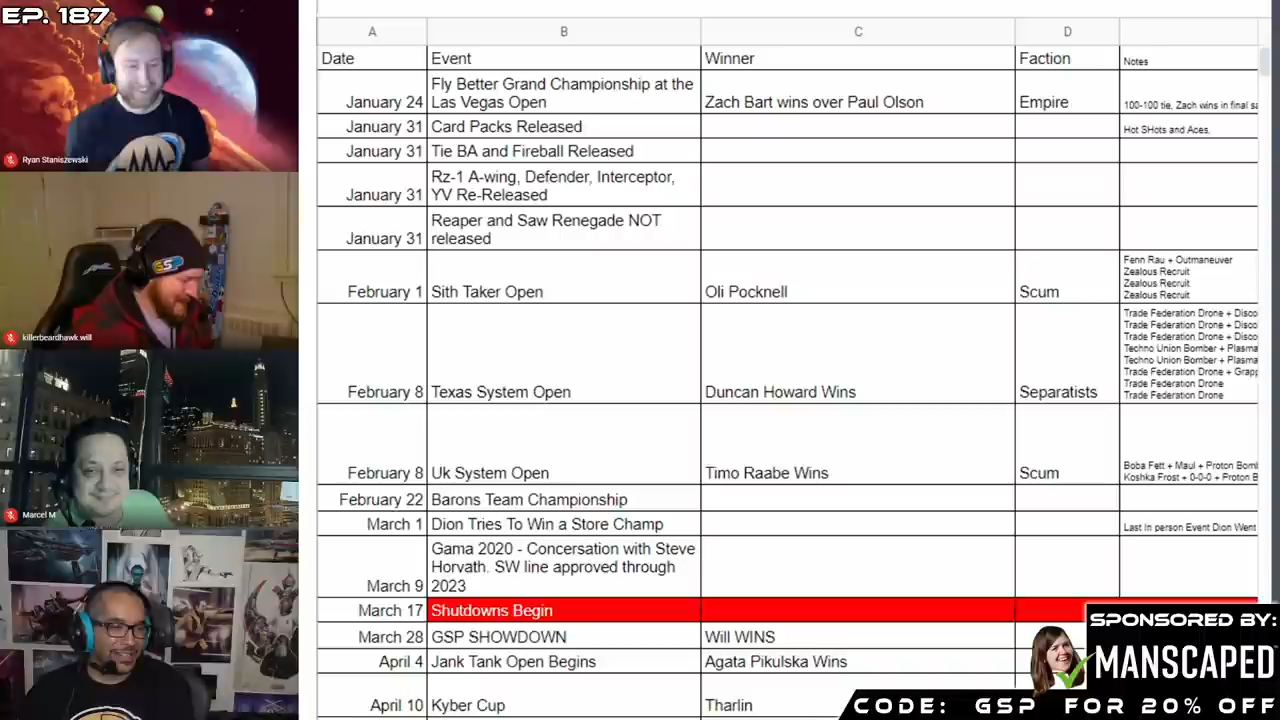 EP. 187
Ryan Staniszewski
killerbeardhawk will
Marcel M
A B C D
Date Event Winner Faction Notes
Fly Better Grand Championship at the
January 24 Las Vegas Open Zach Bart wins over Paul Olson Empire 100-100 tie, Zach wins in final
January 31 Card Packs Released Hot SHots and Aces.
January 31 Tie BA and Fireball Released
Rz-1 A-wing, Defender, Interceptor,
January 31 YV Re-Released
Reaper and Saw Renegade NOT
January 31 released
Fenn Rau + Outmaneuver
Zealous Recruit
Zealous Recruit
Zealous Recruit
February 1 Sith Taker Open Oli Pocknell Scum
Trade Federation Drone + Disco
Trade Federation Drone + Disco
Trade Federation Drone + Disco
Techno Union Bomber + Plasma
Techno Union Bomber + Plasma
Trade Federation Drone + Grapp
Trade Federation Drone
Trade Federation Drone
February 8 Texas System Open Duncan Howard Wins Separatists
Boba Fett + Maul + Proton Bom
Koshka Frost + 0-0-0 + Proton B
February 8 Uk System Open Timo Raabe Wins Scum
February 22 Barons Team Championship
March 1 Dion Tries To Win a Store Champ Last In person Event Dion Went
Gama 2020 - Concersation with Steve
Horvath. SW line approved through
March 9 2023
March 17 Shutdowns Begin
March 28 GSP SHOWDOWN Will WINS
April 4 Jank Tank Open Begins Agata Pikulska Wins
April 10 Kyber Cup Tharlin
SPONSORED BY:
MANSCAPED
CODE: GSP FOR 20% OFF